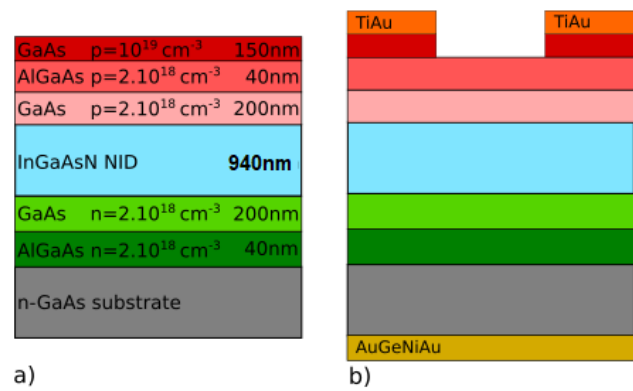 TiAu TiAu
GaAs p=10¹⁹ cm⁻³ 150nm
AlGaAs p=2.10¹⁸ cm⁻³ 40nm
GaAs p=2.10¹⁸ cm⁻³ 200nm
InGaAsN NID 940nm
GaAs n=2.10¹⁸ cm⁻³ 200nm
AlGaAs n=2.10¹⁸ cm⁻³ 40nm
n-GaAs substrate
AuGeNiAu
a) b)